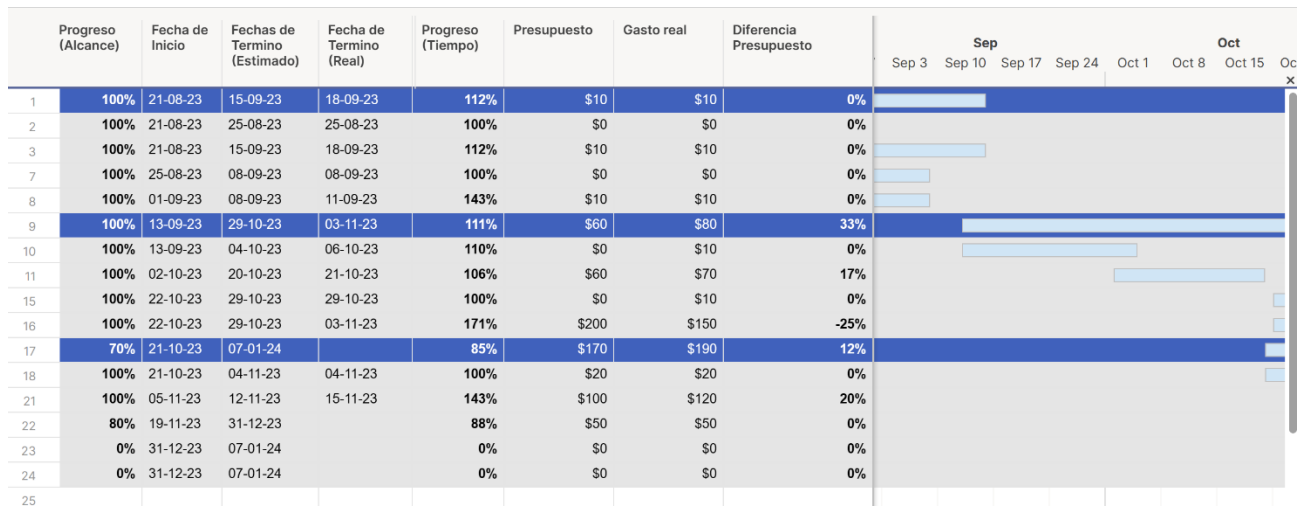 Progreso (Alcance) Fecha de Inicio Fechas de Termino (Estimado) Fecha de Termino (Real) Progreso (Tiempo) Presupuesto Gasto real Diferencia Presupuesto
Sep Oct
Sep 3 Sep 10 Sep 17 Sep 24 Oct 1 Oct 8 Oct 15 Oc
×
1 100% 21-08-23 15-09-23 18-09-23 112% $10 $10 0%
2 100% 21-08-23 25-08-23 25-08-23 100% $0 $0 0%
3 100% 21-08-23 15-09-23 18-09-23 112% $10 $10 0%
7 100% 25-08-23 08-09-23 08-09-23 100% $0 $0 0%
8 100% 01-09-23 08-09-23 11-09-23 143% $10 $10 0%
9 100% 13-09-23 29-10-23 03-11-23 111% $60 $80 33%
10 100% 13-09-23 04-10-23 06-10-23 110% $0 $10 0%
11 100% 02-10-23 20-10-23 21-10-23 106% $60 $70 17%
15 100% 22-10-23 29-10-23 29-10-23 100% $0 $10 0%
16 100% 22-10-23 29-10-23 03-11-23 171% $200 $150 -25%
17 70% 21-10-23 07-01-24 85% $170 $190 12%
18 100% 21-10-23 04-11-23 04-11-23 100% $20 $20 0%
21 100% 05-11-23 12-11-23 15-11-23 143% $100 $120 20%
22 80% 19-11-23 31-12-23 88% $50 $50 0%
23 0% 31-12-23 07-01-24 0% $0 $0 0%
24 0% 31-12-23 07-01-24 0% $0 $0 0%
25